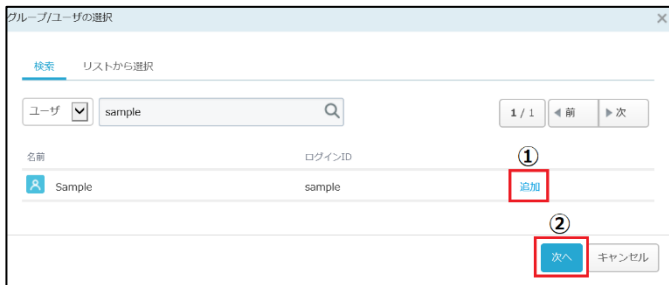 グループ/ユーザの選択
検索 リストから選択
ユーザ sample 1 / 1 ◀前 ▶次
名前 ログインID ①
Sample sample 追加
②
次へ キャンセル